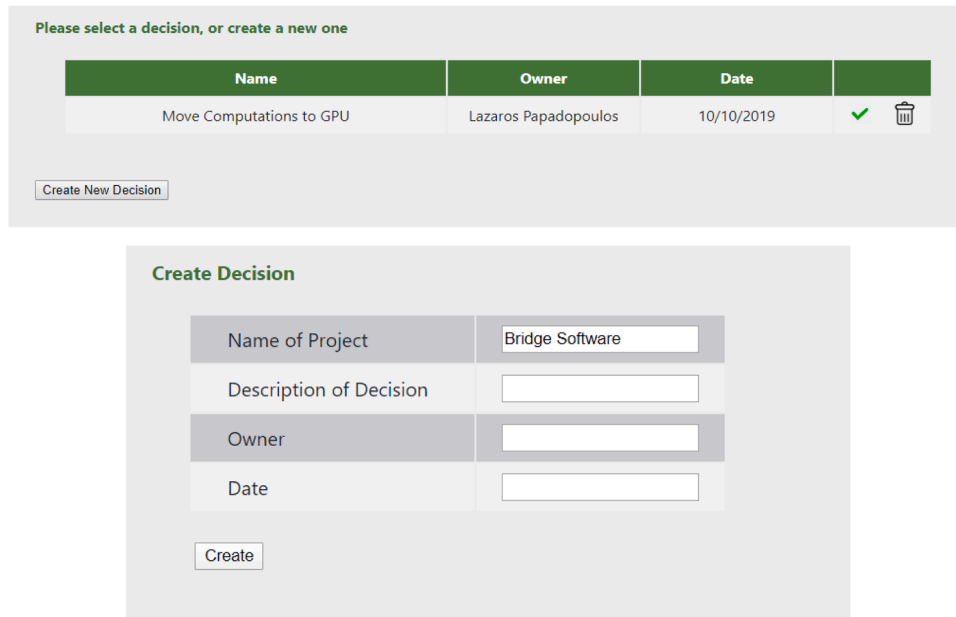 Please select a decision, or create a new one
Name Owner Date
Move Computations to GPU Lazaros Papadopoulos 10/10/2019
Create New Decision
Create Decision
Name of Project Bridge Software
Description of Decision
Owner
Date
Create